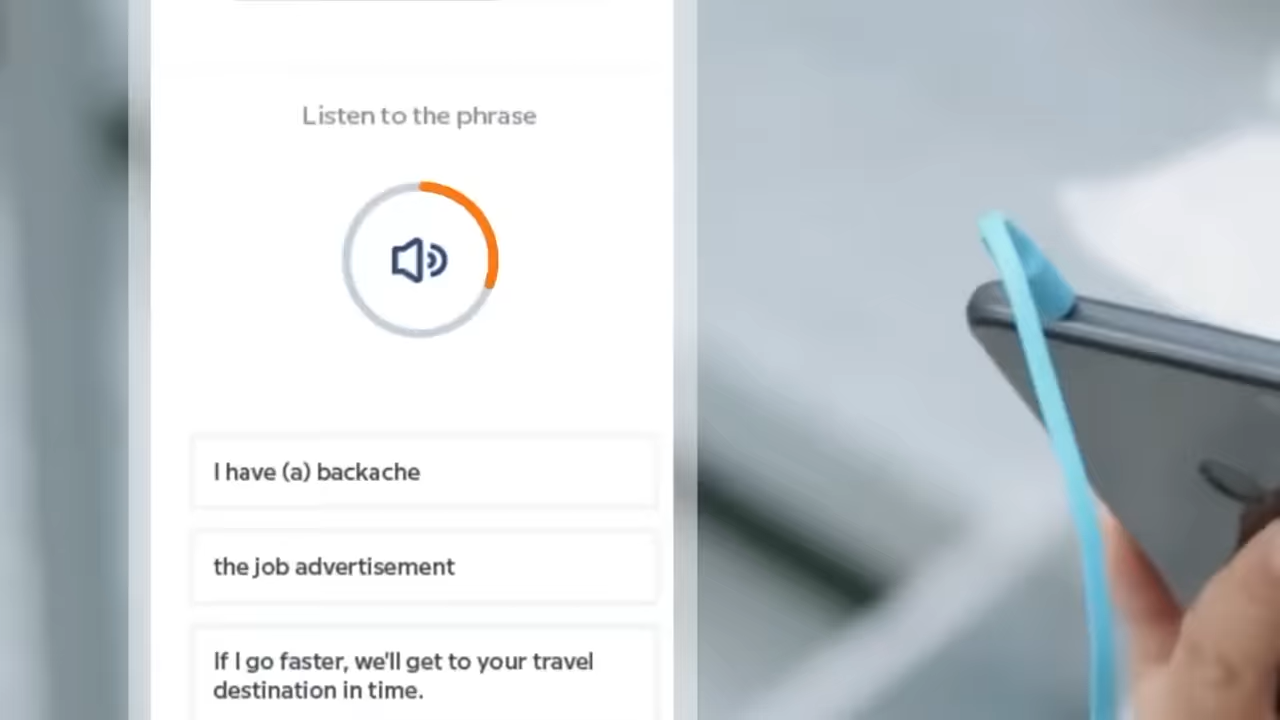 Listen to the phrase
I have (a) backache
the job advertisement
If I go faster, we'll get to your travel
destination in time.